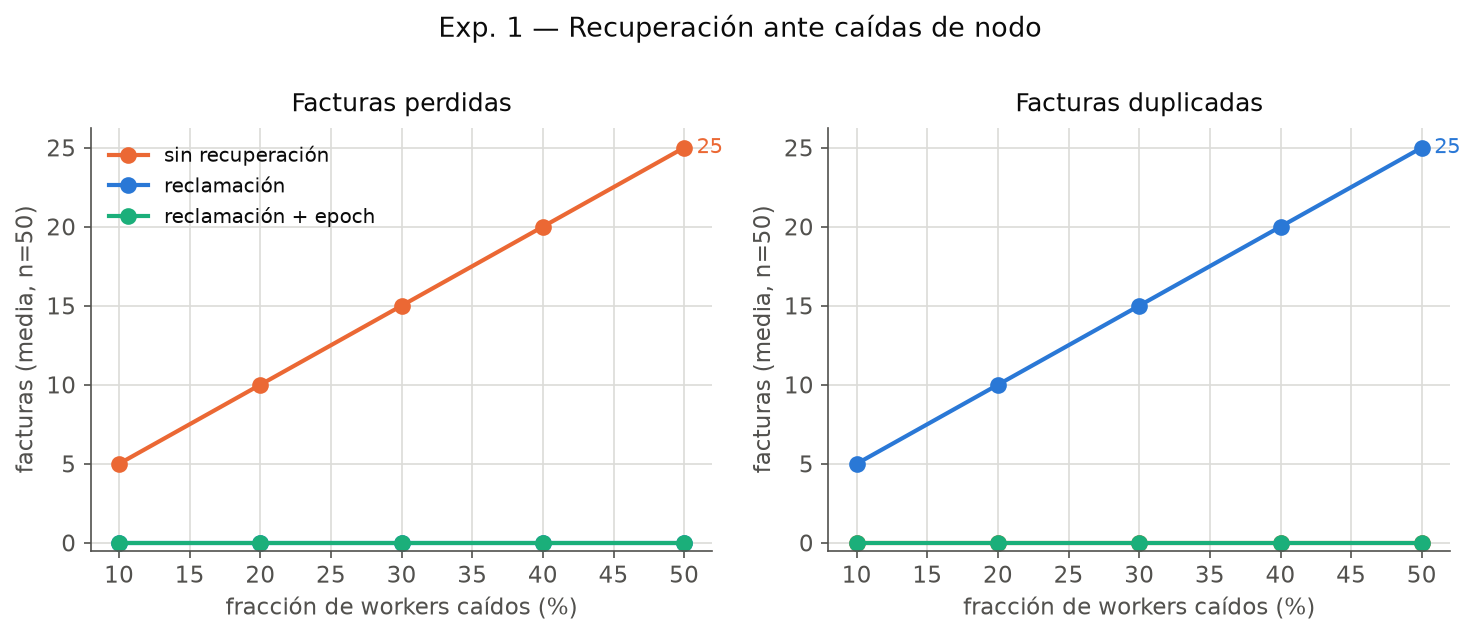 Exp. 1 — Recuperación ante caídas de nodo
Facturas perdidas
facturas (media, n=50)
25
20
15
10
5
0
sin recuperación
reclamación
reclamación + epoch
25
10 15 20 25 30 35 40 45 50
fracción de workers caídos (%)
Facturas duplicadas
facturas (media, n=50)
25
20
15
10
5
0
25
10 15 20 25 30 35 40 45 50
fracción de workers caídos (%)